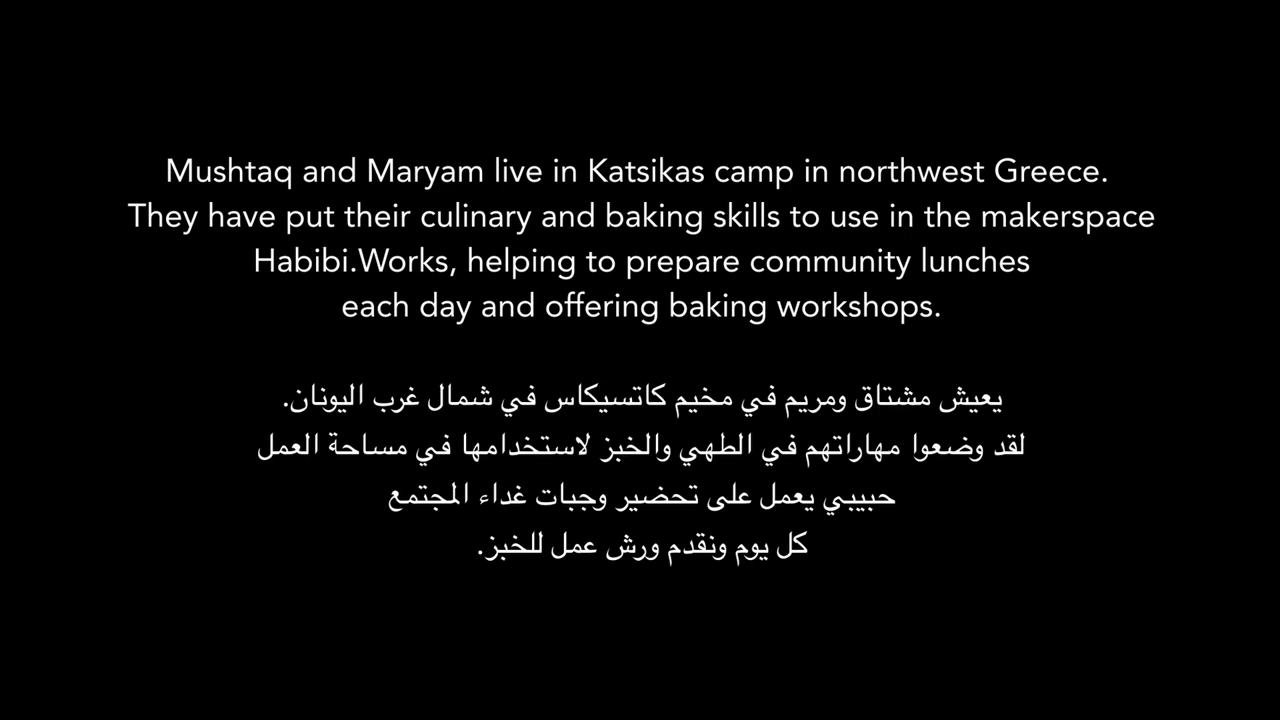 Mushtaq and Maryam live in Katsikas camp in northwest Greece.
They have put their culinary and baking skills to use in the makerspace
Habibi.Works, helping to prepare community lunches
each day and offering baking workshops.
يعيش مشتاق ومريم في مخيم كاتسيكاس في شمال غرب اليونان.
لقد وضعوا مهاراتهم في الطهي والخبز لاستخدامها في مساحة العمل
حبيبي يعمل على تحضير وجبات غداء المجتمع
كل يوم ونقدم ورش عمل للخبز.